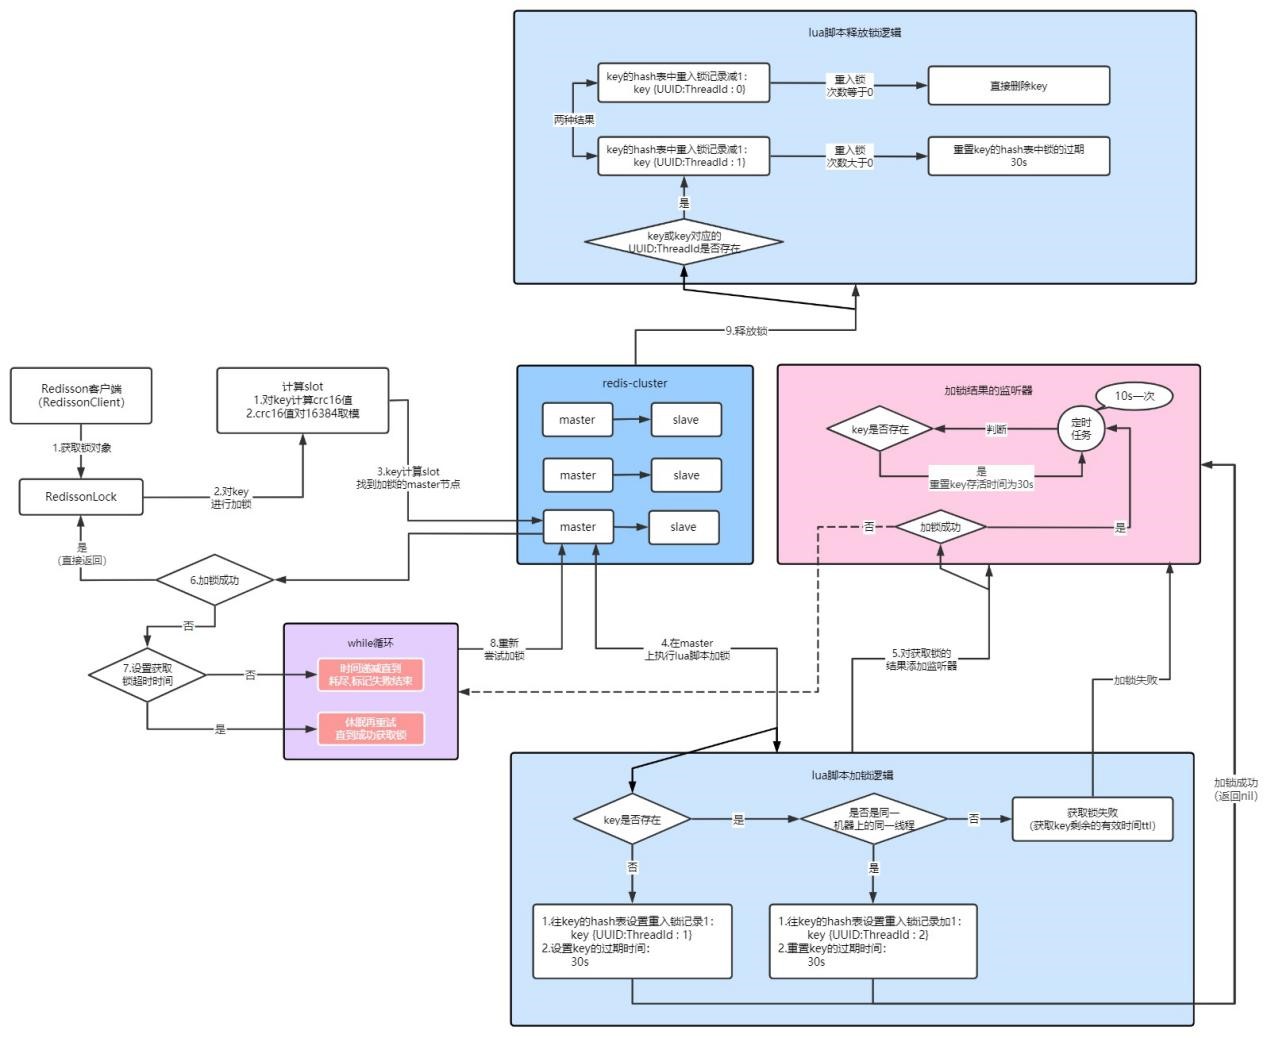 lua脚本释放锁逻辑
key的hash表中重入锁记录减1：
key {UUID:ThreadId : 0}
重入锁
次数等于0
直接删除key
两种结果
key的hash表中重入锁记录减1：
key {UUID:ThreadId : 1}
重入锁
次数大于0
重置key的hash表中锁的过期
30s
是
key或key对应的
UUID:ThreadId是否存在
9.释放锁
Redisson客户端
（RedissonClient）
1.获取锁对象
RedissonLock
2.对key
进行加锁
计算slot
1.对key计算crc16值
2.crc16值对16384取模
3.key计算slot
找到加锁的master节点
redis-cluster
master
slave
master
slave
master
slave
加锁结果的监听器
10s一次
key是否存在
判断
定时
任务
是
重置key存活时间为30s
加锁成功
否
是
是
（直接返回）
6.加锁成功
否
7.设置获取
锁超时时间
否
是
while循环
时间递减直到
耗尽,标记失败结束
休眠再重试
直到成功获取锁
8.重新
尝试加锁
4.在master
上执行lua脚本加锁
5.对获取锁的
结果添加监听器
加锁失败
加锁成功
（返回nil）
lua脚本加锁逻辑
key是否存在
是
是否是同一
机器上的同一线程
否
获取锁失败
（获取key剩余的有效时间ttl）
否
是
1.往key的hash表设置重入锁记录1：
key {UUID:ThreadId : 1}
2.设置key的过期时间：
30s
1.往key的hash表设置重入锁记录加1：
key {UUID:ThreadId : 2}
2.重置key的过期时间：
30s